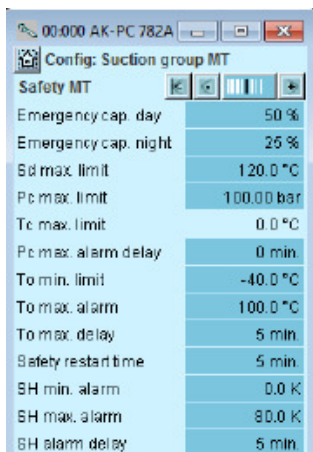 00:000 AK-PC 782A
Config: Suction group MT
Safety MT
Emergency cap. day 50 %
Emergency cap. night 25 %
Sd max. limit 120.0 °C
Pc max. limit 100.00 bar
Tc max. limit 0.0 °C
Pc max. alarm delay 0 min.
To min. limit -40.0 °C
To max. alarm 100.0 °C
To max. delay 5 min.
Safety restart time 5 min.
SH min. alarm 0.0 K
SH max. alarm 80.0 K
SH alarm delay 5 min.